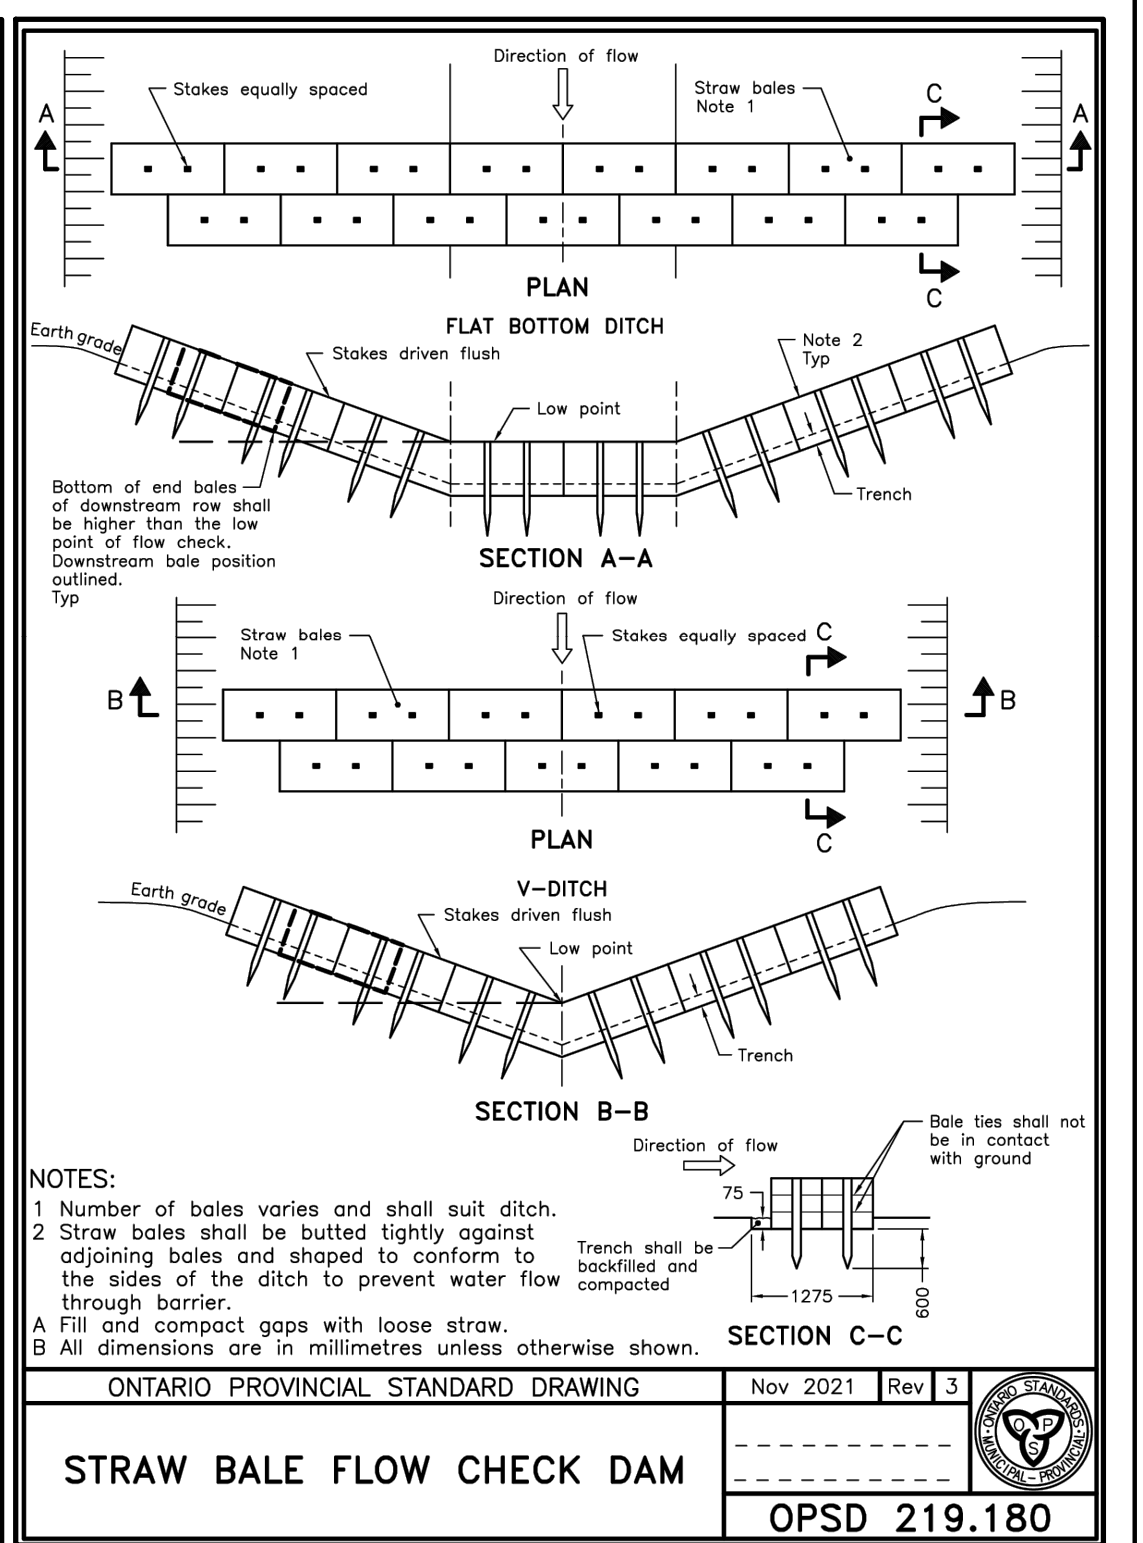 Direction of flow
Stakes equally spaced
Straw bales
Note 1
C
A
A
C
PLAN
FLAT BOTTOM DITCH
Earth grade
Stakes driven flush
Note 2
Typ
Low point
Bottom of end bales
of downstream row shall
be higher than the low
point of flow check.
Downstream bale position
outlined.
Typ
Trench
SECTION A-A
Direction of flow
Straw bales
Note 1
Stakes equally spaced
C
B
B
C
PLAN
V-DITCH
Earth grade
Stakes driven flush
Low point
Trench
SECTION B-B
Direction of flow
Bale ties shall not
be in contact
with ground
75
Trench shall be
backfilled and
compacted
1275
600
SECTION C-C
NOTES:
1 Number of bales varies and shall suit ditch.
2 Straw bales shall be butted tightly against
adjoining bales and shaped to conform to
the sides of the ditch to prevent water flow
through barrier.
A Fill and compact gaps with loose straw.
B All dimensions are in millimetres unless otherwise shown.
ONTARIO PROVINCIAL STANDARD DRAWING
Nov 2021
Rev
3
ONTARIO STANDARDS
MUNICIPAL-PROVINCIAL
O P S
STRAW BALE FLOW CHECK DAM
OPSD 219.180